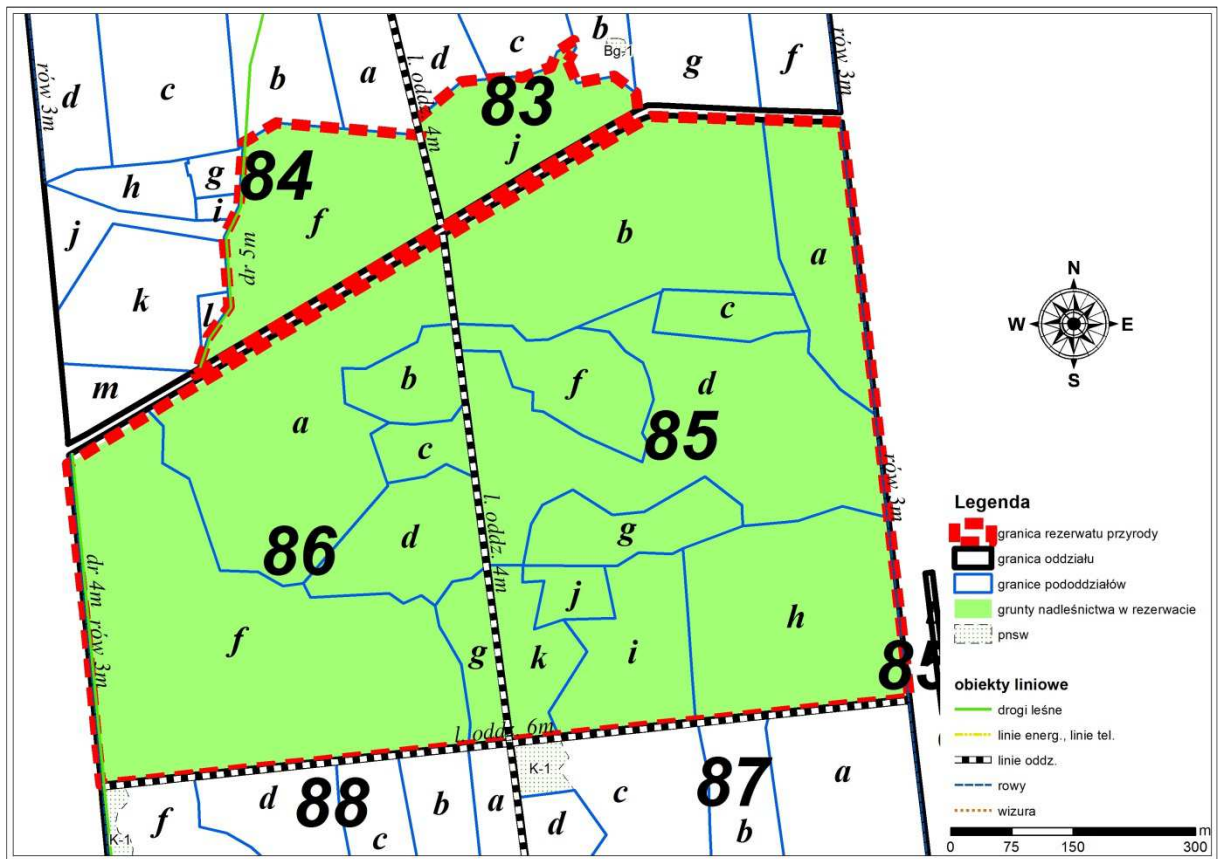 rów 3m
d
c
b
a
l. oddz. 4m
d
c
b
Bg-1
g
f
rów 3m
83
j
84
h
g
i
f
dr 5m
j
k
l
m
b
a
c
b
f
d
a
c
85
rów 3m
l. oddz. 4m
86
d
g
dr 4m rów 3m
f
g
j
k
i
h
85
l. oddz. 6m
K-1
f
d
88
c
b
a
K-1
d
c
87
b
a
K-1
N
W
E
S
Legenda
granica rezerwatu przyrody
granica oddziału
granice pododdziałów
grunty nadleśnictwa w rezerwacie
pnsw
obiekty liniowe
drogi leśne
linie energ., linie tel.
linie oddz.
rowy
wizura
m
0 75 150 300